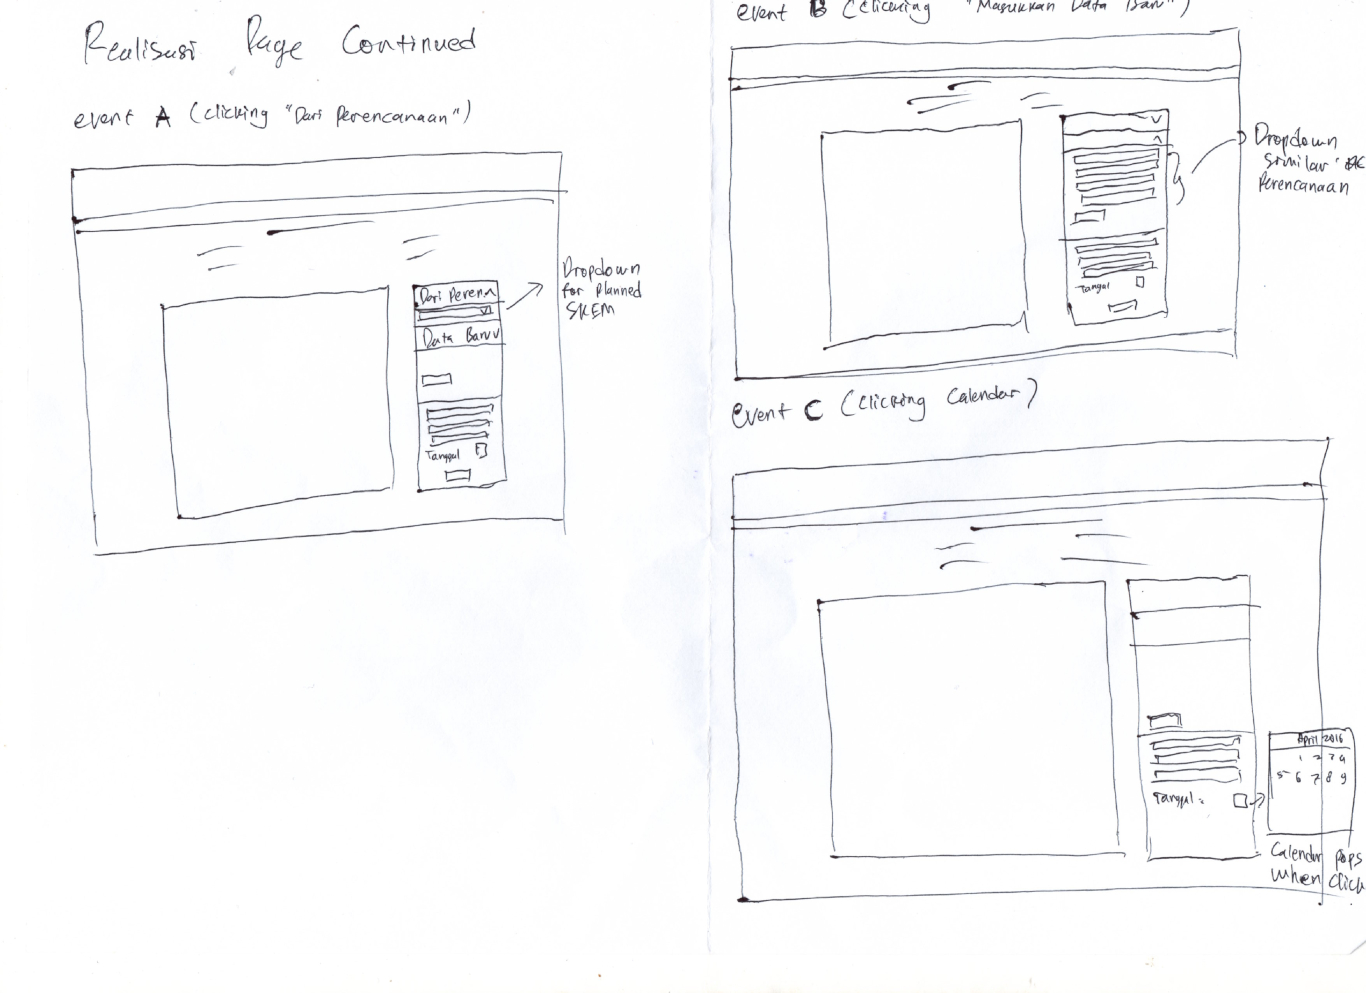 Realisasi Page Continued
event A (clicking "Dari Perencanaan")
Dari Perena
Data Baru v
Tanggal
Dropdown
for planned
SKEM
event B (clicking "Masukkan Data Baru")
Tanggal
Dropdown
similar
Perencanaan
event C (clicking Calendar)
Tanggal :
April 2016
1 2 3 4
5 6 7 8 9
Calendar pops
when click